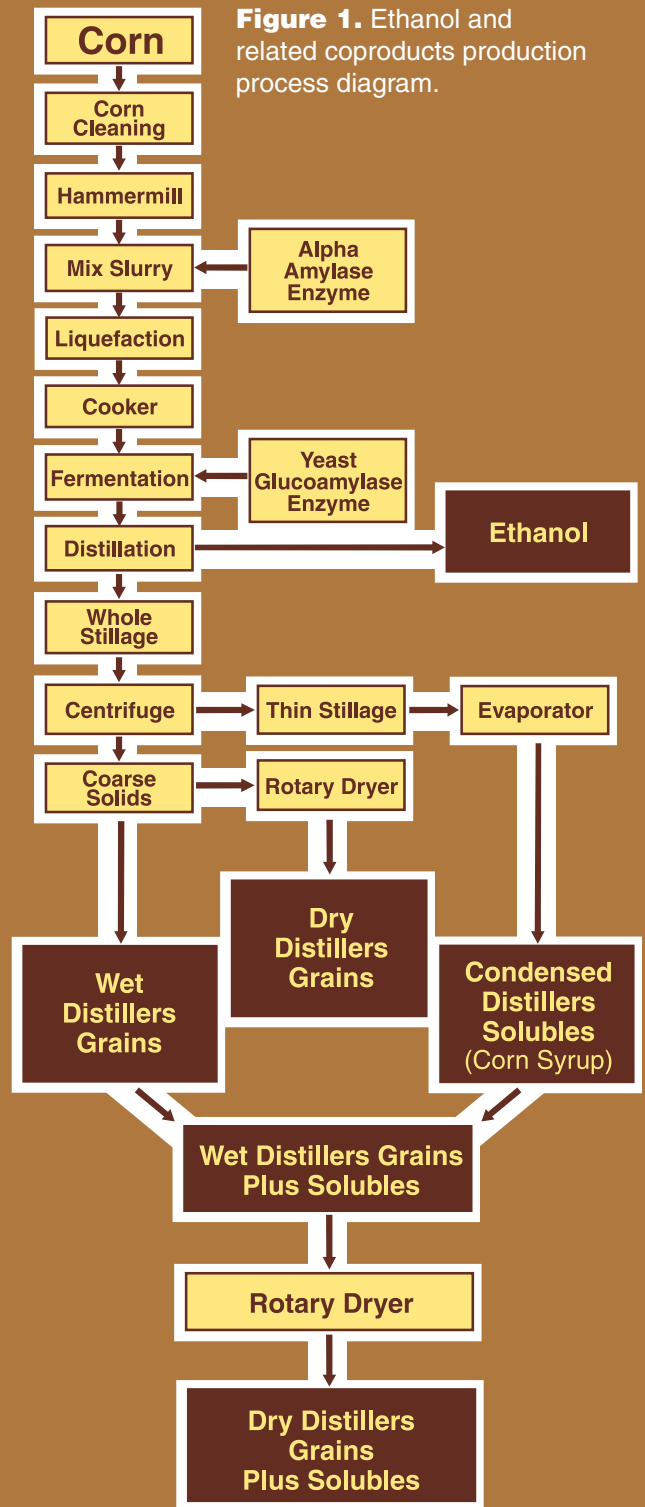 Figure 1. Ethanol and
related coproducts production
process diagram.
Corn
Corn
Cleaning
Hammermill
Mix Slurry
Alpha
Amylase
Enzyme
Liquefaction
Cooker
Fermentation
Yeast
Glucoamylase
Enzyme
Distillation
Ethanol
Whole
Stillage
Centrifuge
Thin Stillage
Evaporator
Coarse
Solids
Rotary Dryer
Dry
Distillers
Grains
Wet
Distillers
Grains
Condensed
Distillers
Solubles
(Corn Syrup)
Wet Distillers Grains
Plus Solubles
Rotary Dryer
Dry Distillers
Grains
Plus Solubles